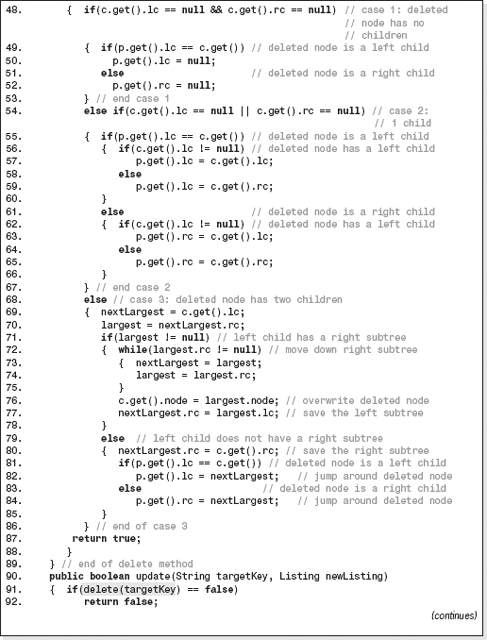 48. { if(c.get().lc == null && c.get().rc == null) // case 1: deleted
// node has no
// children
49. { if(p.get().lc == c.get()) // deleted node is a left child
50. p.get().lc = null;
51. else // deleted node is a right child
52. p.get().rc = null;
53. } // end case 1
54. else if(c.get().lc == null || c.get().rc == null) // case 2:
// 1 child
55. { if(p.get().lc == c.get()) // deleted node is a left child
56. { if(c.get().lc != null) // deleted node has a left child
57. p.get().lc = c.get().lc;
58. else
59. p.get().lc = c.get().rc;
60. }
61. else // deleted node is a right child
62. { if(c.get().lc != null) // deleted node has a left child
63. p.get().rc = c.get().lc;
64. else
65. p.get().rc = c.get().rc;
66. }
67. } // end case 2
68. else // case 3: deleted node has two children
69. { nextLargest = c.get().lc;
70. largest = nextLargest.rc;
71. if(largest != null) // left child has a right subtree
72. { while(largest.rc != null) // move down right subtree
73. { nextLargest = largest;
74. largest = largest.rc;
75. }
76. c.get().node = largest.node; // overwrite deleted node
77. nextLargest.rc = largest.lc; // save the left subtree
78. }
79. else // left child does not have a right subtree
80. { nextLargest.rc = c.get().rc; // save the right subtree
81. if(p.get().lc == c.get()) // deleted node is a left child
82. p.get().lc = nextLargest; // jump around deleted node
83. else // deleted node is a right child
84. p.get().rc = nextLargest; // jump around deleted node
85. }
86. } // end of case 3
87. return true;
88. }
89. } // end of delete method
90. public boolean update(String targetKey, Listing newListing)
91. { if(delete(targetKey) == false)
92. return false;
(continues)